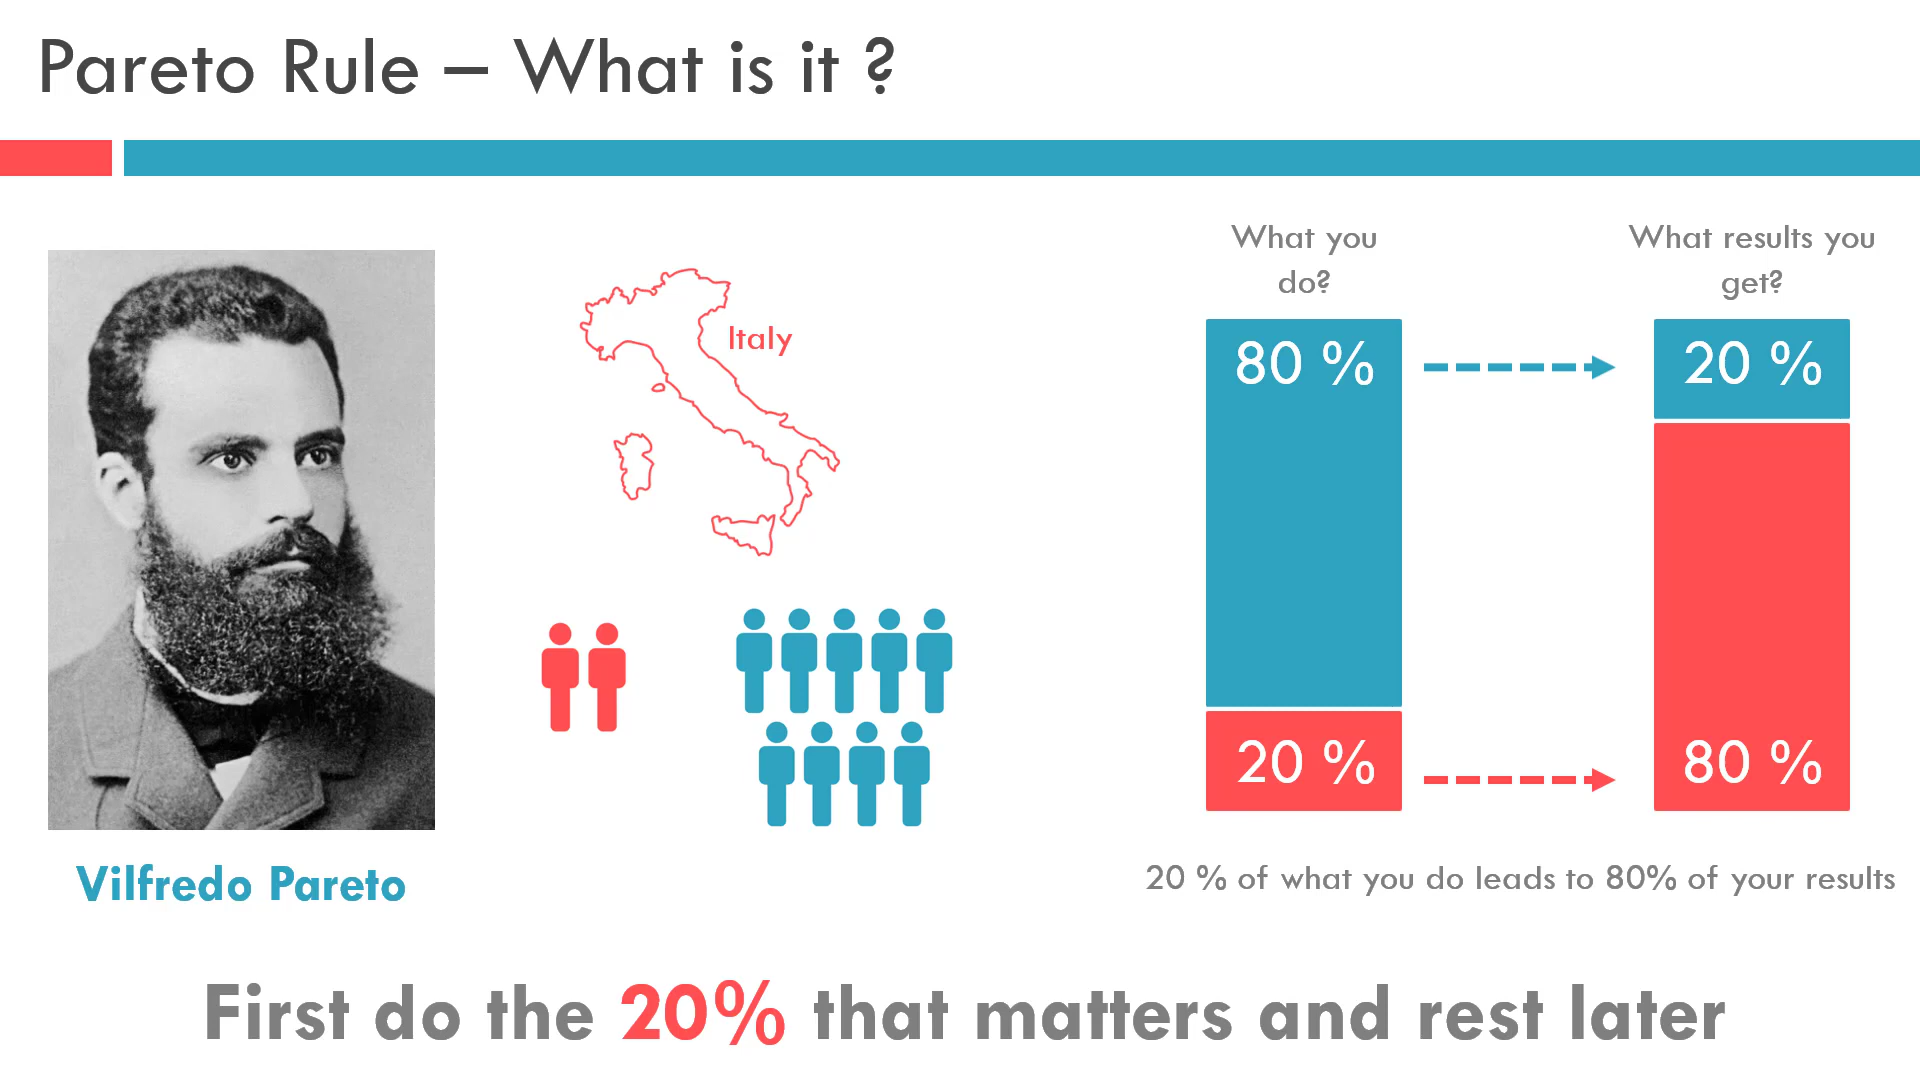 Pareto Rule – What is it ?
Italy
Vilfredo Pareto
What you
do?
What results you
get?
80 %
20 %
20 %
80 %
20 % of what you do leads to 80% of your results
First do the 20% that matters and rest later